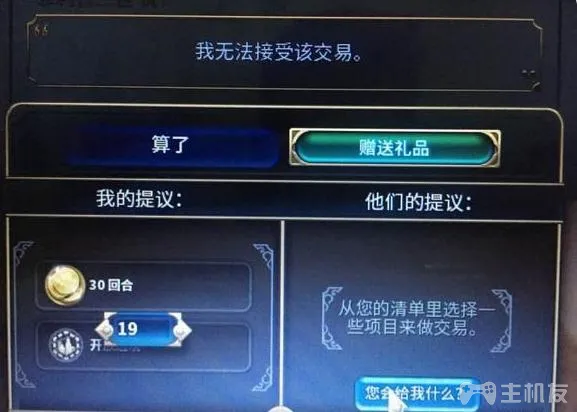 我无法接受该交易。
算了
赠送礼品
我的提议：
他们的提议：
30 回合
19
开
从您的清单里选择一
些项目来做交易。
您会给我什么？
主机友